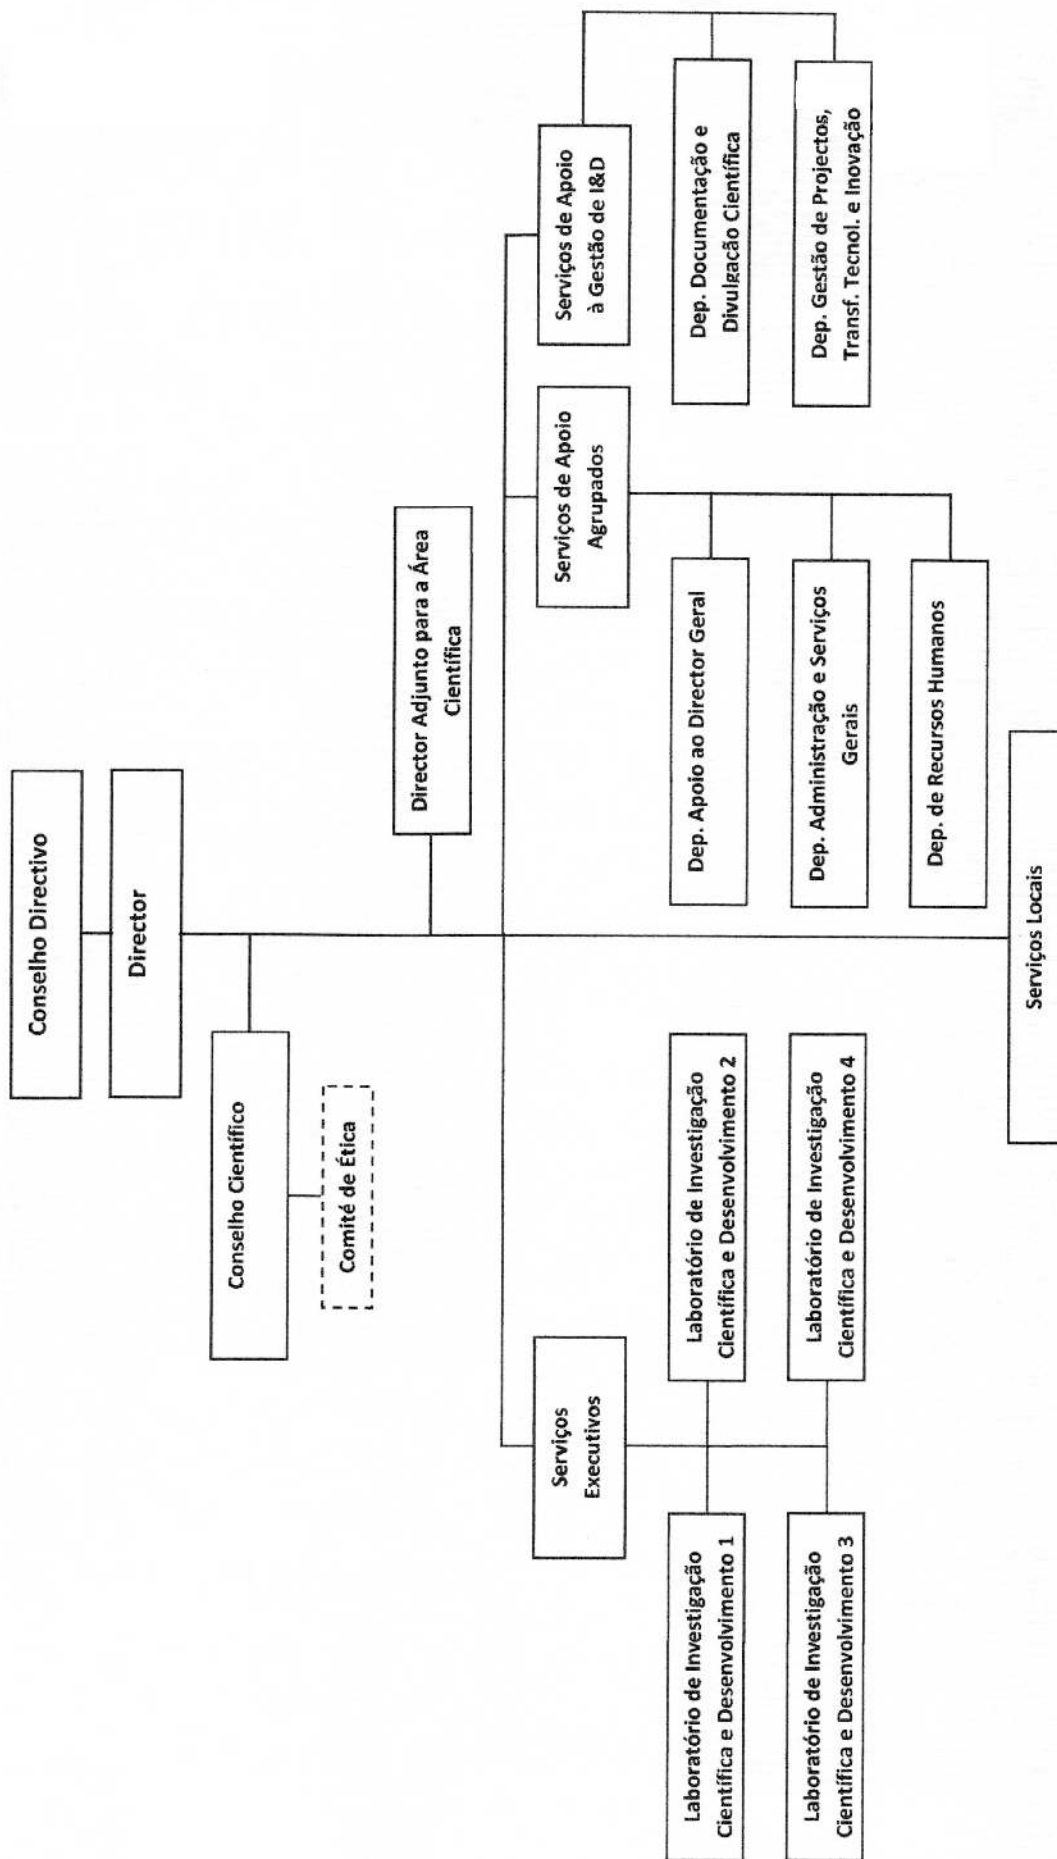 Conselho Directivo
Director
Conselho Científico
Comité de Ética
Director Adjunto para a Área
Científica
Serviços
Executivos
Serviços de Apoio
Agrupados
Serviços de Apoio
à Gestão de I&D
Laboratório de Investigação
Científica e Desenvolvimento 1
Laboratório de Investigação
Científica e Desenvolvimento 2
Dep. Apoio ao Director Geral
Dep. Documentação e
Divulgação Científica
Laboratório de Investigação
Científica e Desenvolvimento 3
Laboratório de Investigação
Científica e Desenvolvimento 4
Dep. Administração e Serviços
Gerais
Dep. Gestão de Projectos,
Transf. Tecnol. e Inovação
Dep. de Recursos Humanos
Serviços Locais